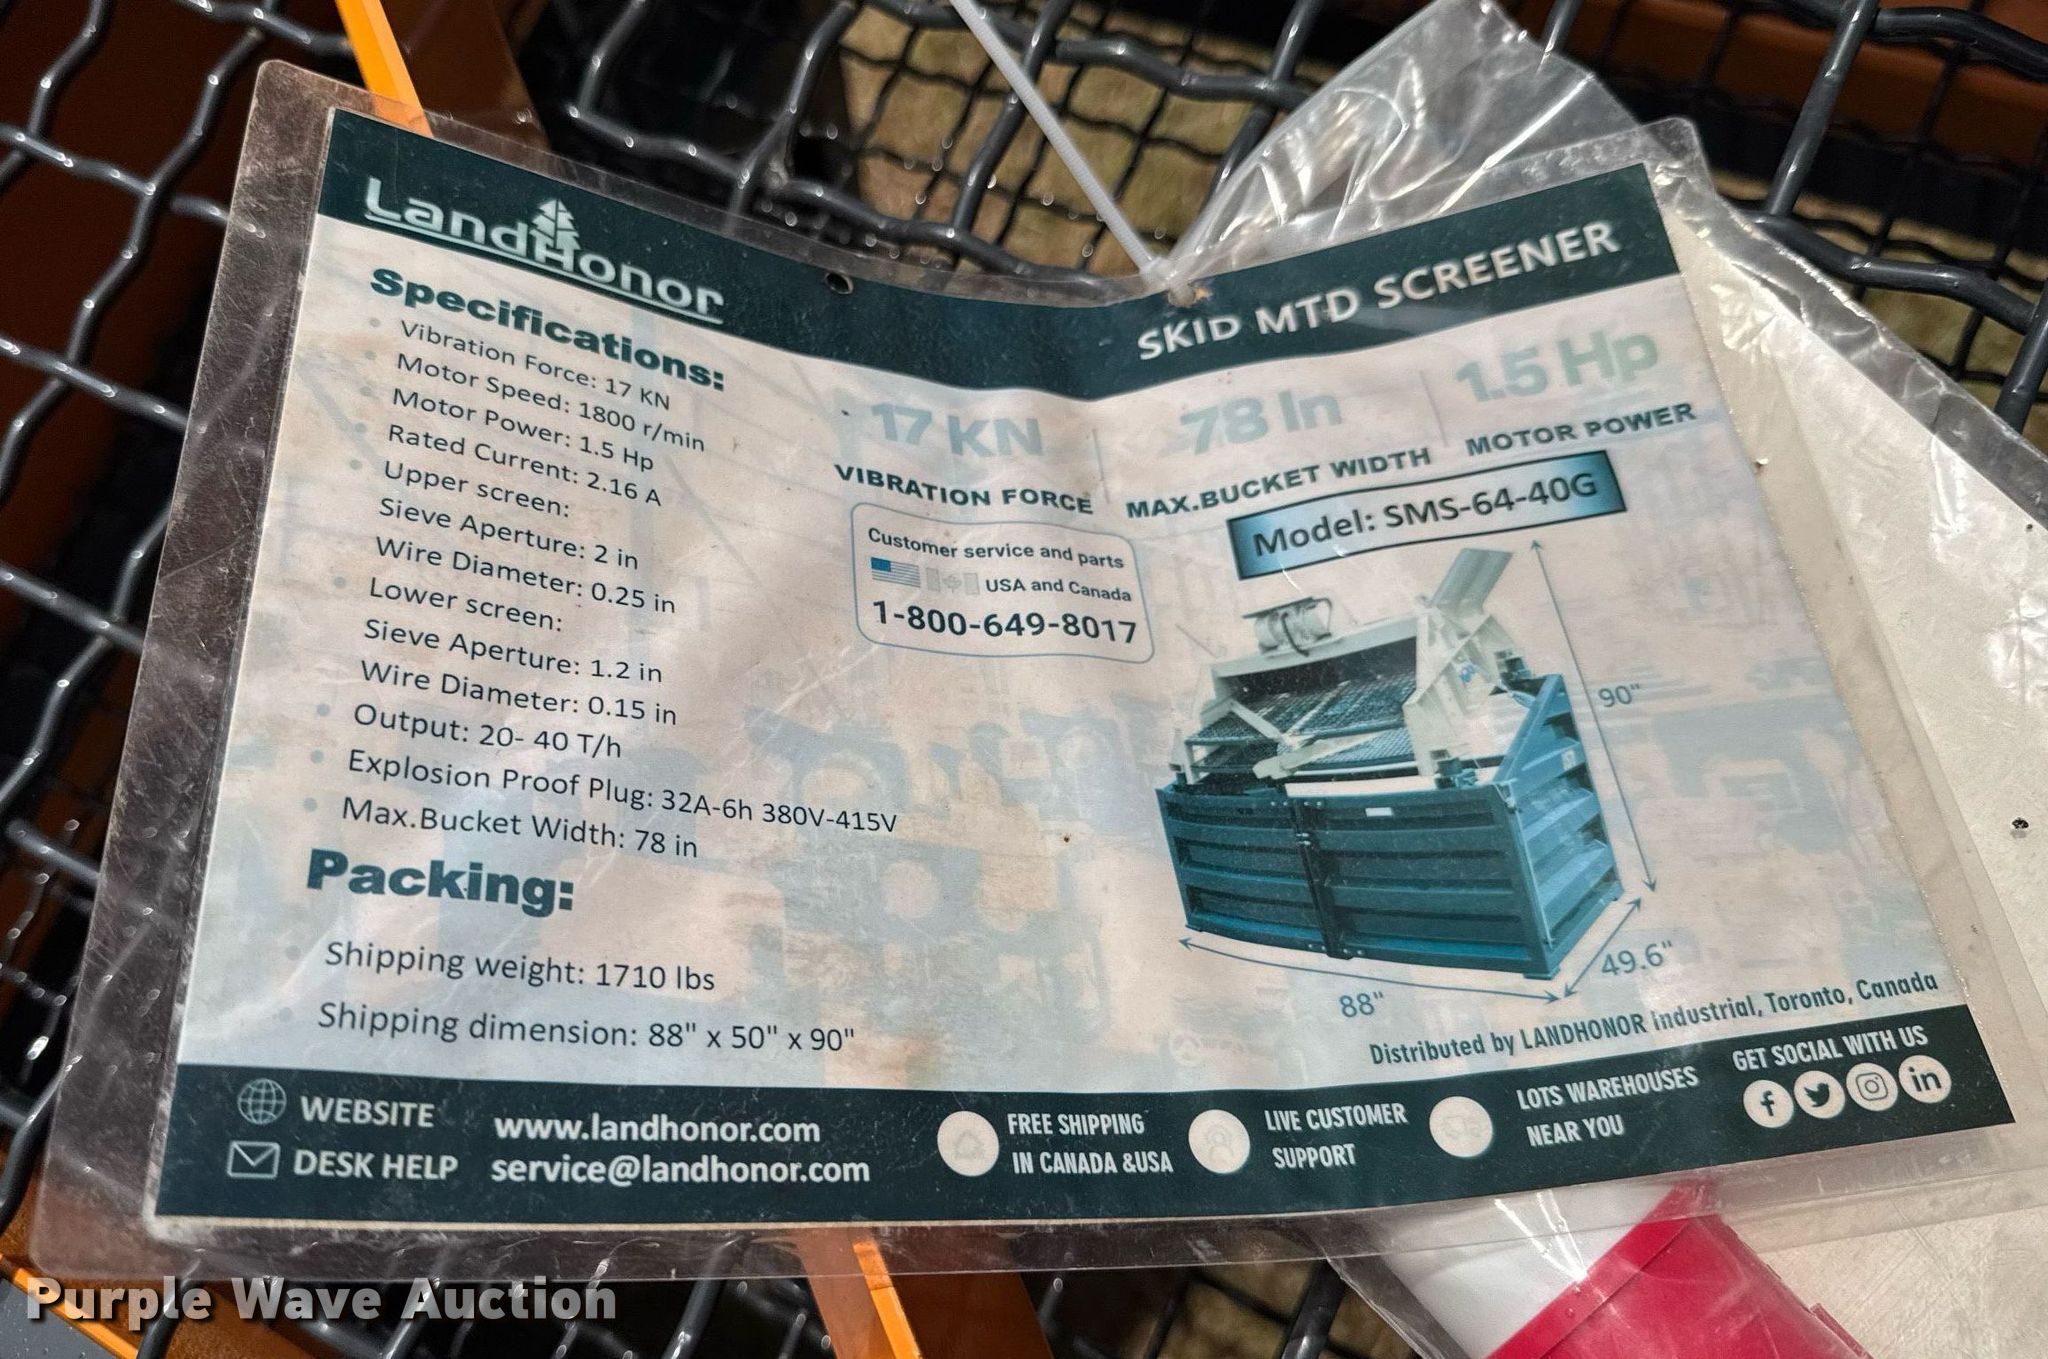 LandHonor
SKID MTD SCREENER
Specifications:
Vibration Force: 17 KN
Motor Speed: 1800 r/min
Motor Power: 1.5 Hp
Rated Current: 2.16 A
Upper screen:
Sieve Aperture: 2 in
Wire Diameter: 0.25 in
Lower screen:
Sieve Aperture: 1.2 in
Wire Diameter: 0.15 in
Output: 20- 40 T/h
Explosion Proof Plug: 32A-6h 380V-415V
Max.Bucket Width: 78 in
Packing:
Shipping weight: 1710 lbs
Shipping dimension: 88" x 50" x 90"
17 KN
VIBRATION FORCE
78 In
MAX.BUCKET WIDTH
1.5 Hp
MOTOR POWER
Customer service and parts
USA and Canada
1-800-649-8017
Model: SMS-64-40G
90"
49.6"
88"
Distributed by LANDHONOR Industrial, Toronto, Canada
WEBSITE www.landhonor.com
DESK HELP service@landhonor.com
FREE SHIPPING
IN CANADA &USA
LIVE CUSTOMER
SUPPORT
LOTS WAREHOUSES
NEAR YOU
GET SOCIAL WITH US
Purple Wave Auction